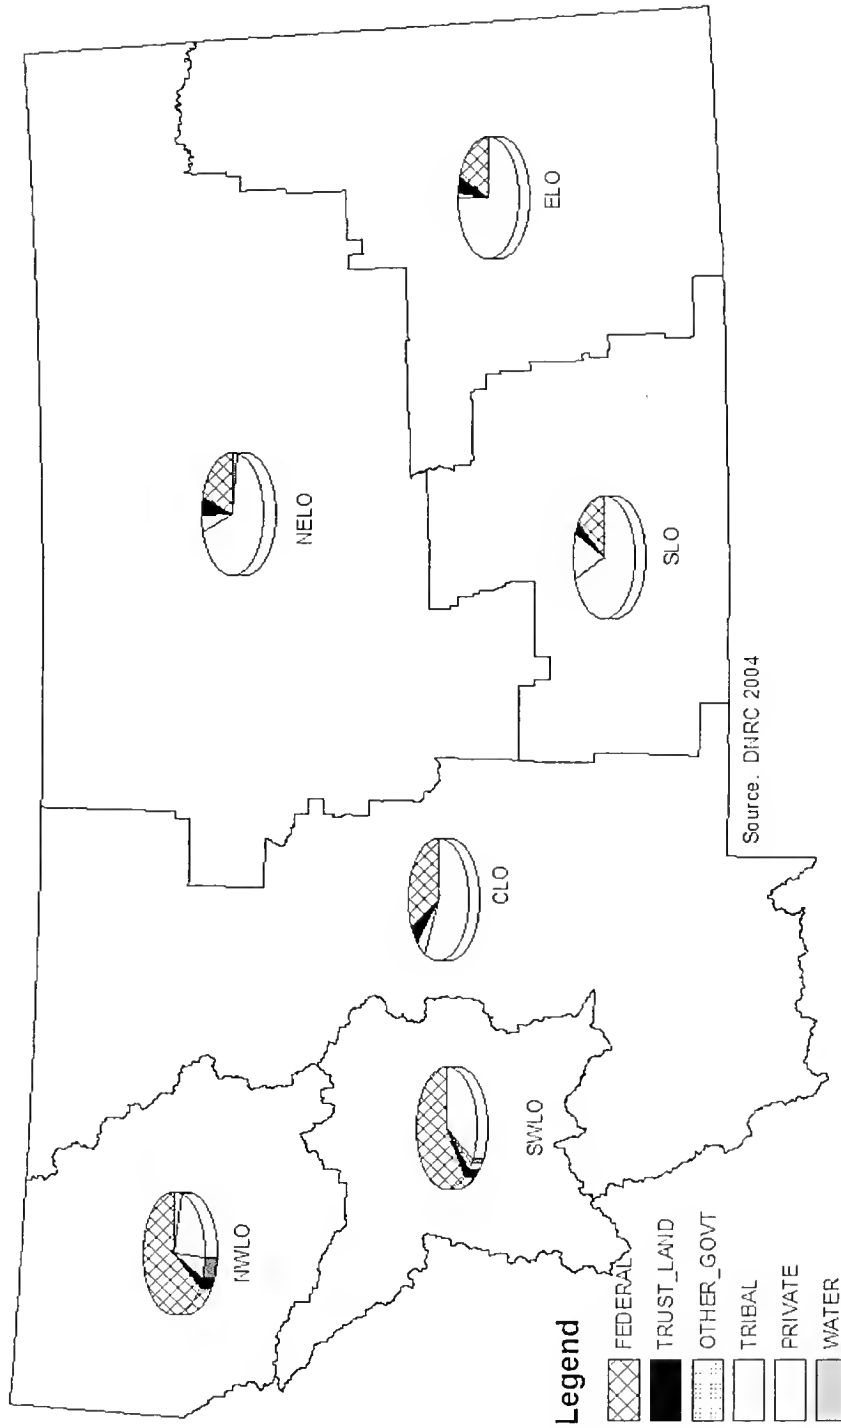 NWLO
SWLO
CLO
NELO
SLO
ELO
Source. DNRC 2004
Legend
FEDERAL
TRUST_LAND
OTHER_GOVT
TRIBAL
PRIVATE
WATER